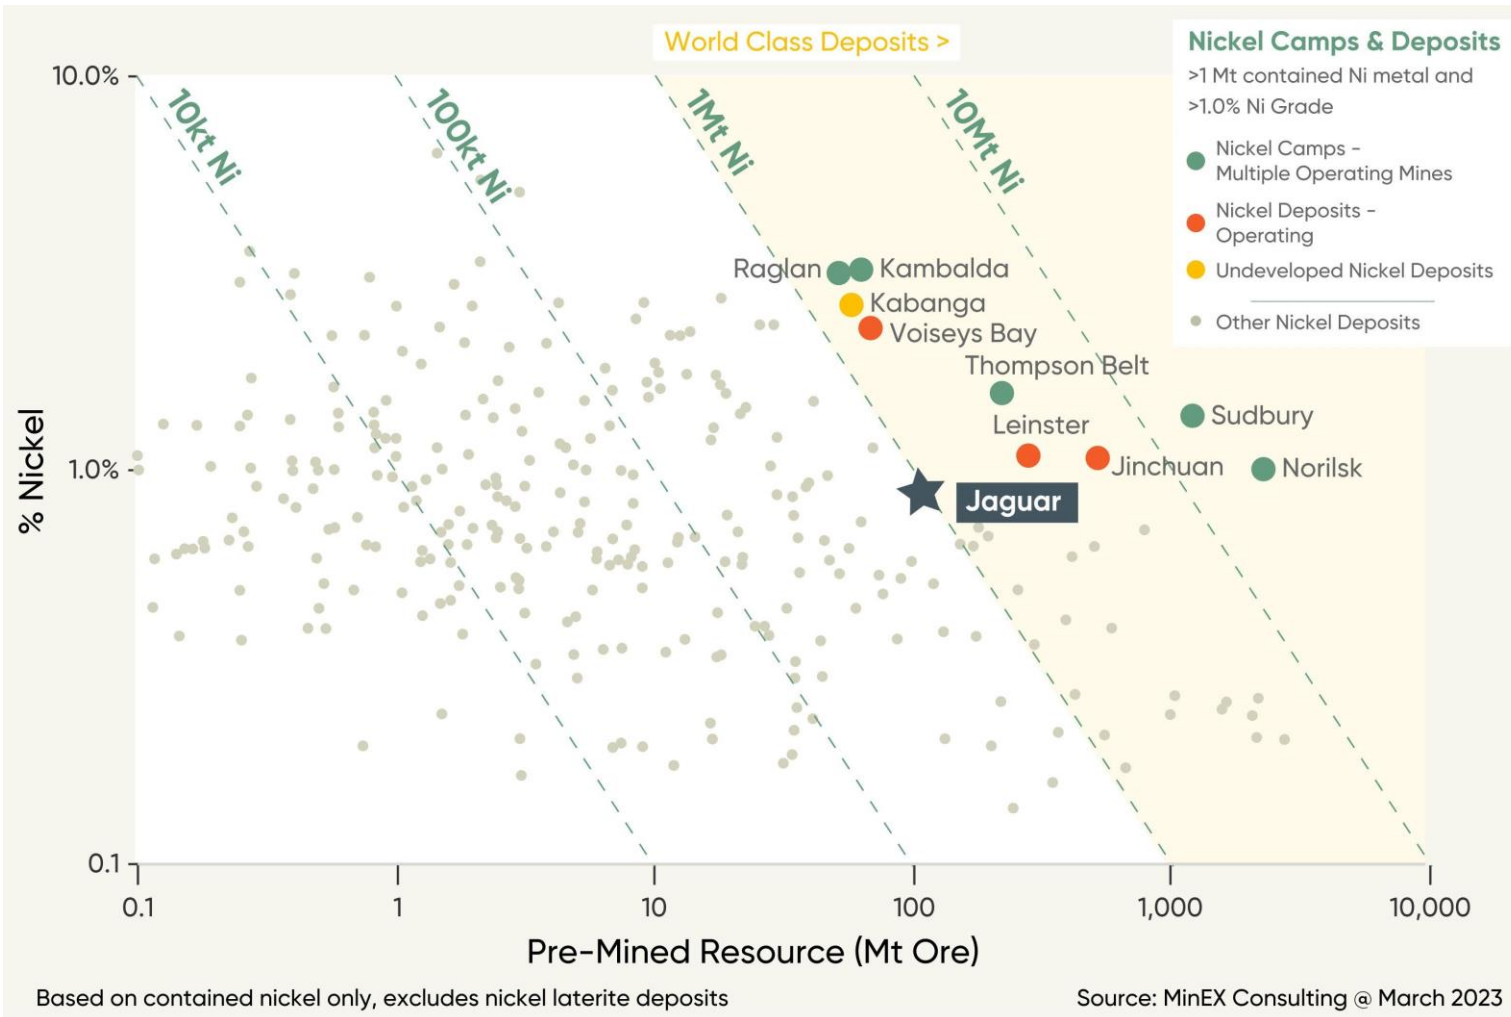 World Class Deposits >
Nickel Camps & Deposits
>1 Mt contained Ni metal and
>1.0% Ni Grade
Nickel Camps -
Multiple Operating Mines
Nickel Deposits -
Operating
Undeveloped Nickel Deposits
Other Nickel Deposits
10.0%
10kt Ni
100kt Ni
1Mt Ni
10Mt Ni
Raglan
Kambalda
Kabanga
Voiseys Bay
Thompson Belt
Leinster
Sudbury
Jinchuan
Norilsk
Jaguar
% Nickel
1.0%
0.1
0.1
1
10
100
1,000
10,000
Pre-Mined Resource (Mt Ore)
Based on contained nickel only, excludes nickel laterite deposits
Source: MinEX Consulting @ March 2023